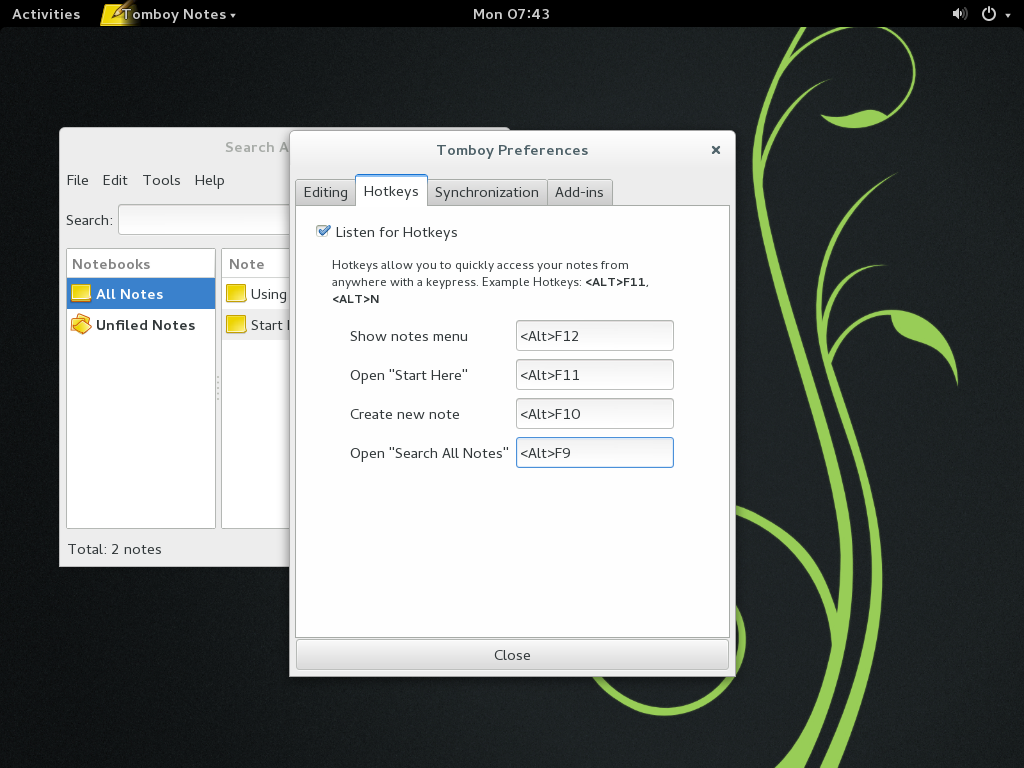 Activities Tomboy Notes Mon 07:43
Search A
File Edit Tools Help
Search:
Notebooks
All Notes
Unfiled Notes
Note
Using
Start
Total: 2 notes
Tomboy Preferences
Editing Hotkeys Synchronization Add-ins
Listen for Hotkeys
Hotkeys allow you to quickly access your notes from
anywhere with a keypress. Example Hotkeys: <ALT>F11,
<ALT>N
Show notes menu <Alt>F12
Open "Start Here" <Alt>F11
Create new note <Alt>F10
Open "Search All Notes" <Alt>F9
Close